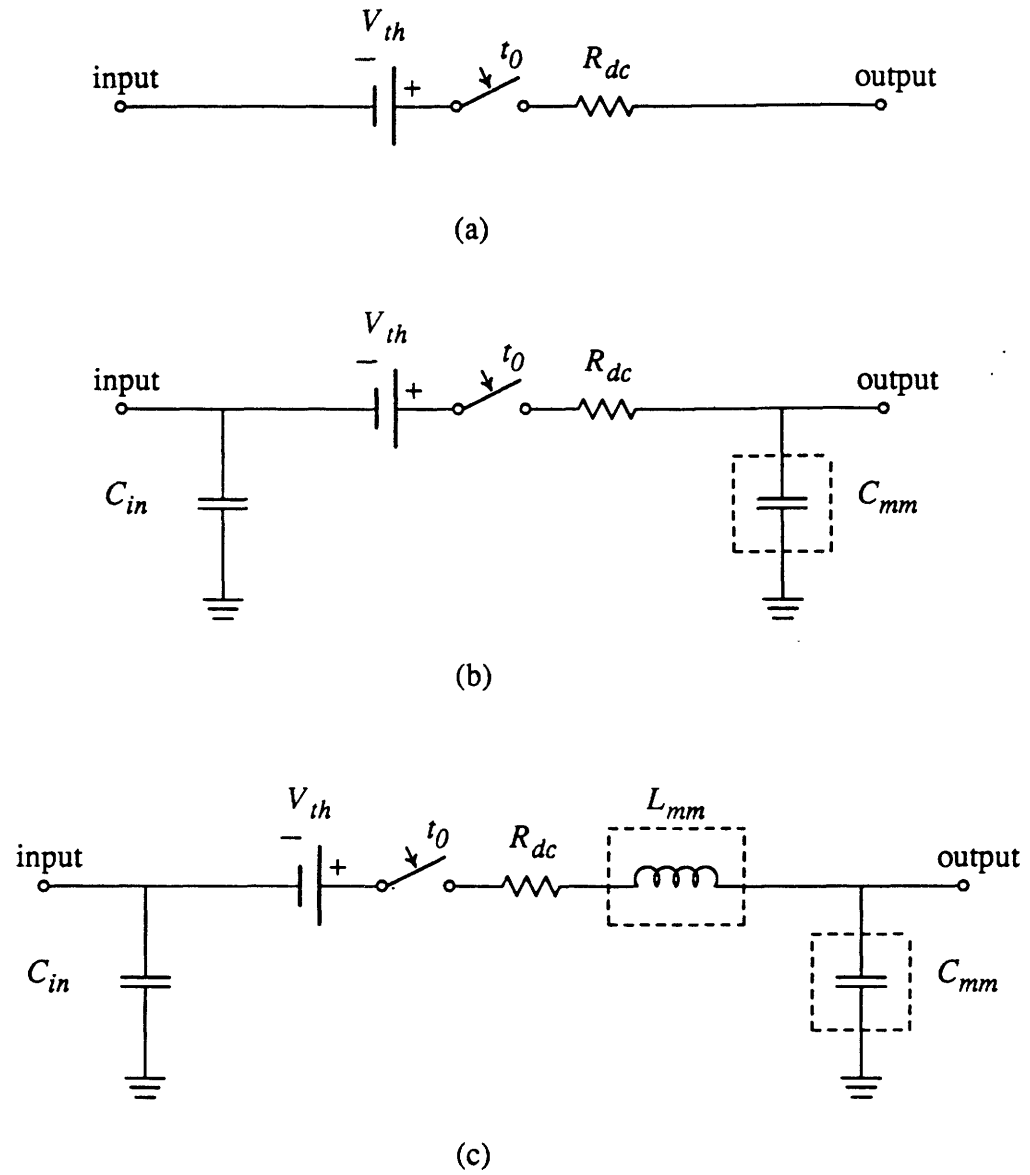 V_th
− + t_0 R_dc
input output
(a)
V_th
− + t_0 R_dc
input output
C_in C_mm
(b)
V_th L_mm
− + t_0 R_dc
input output
C_in C_mm
(c)